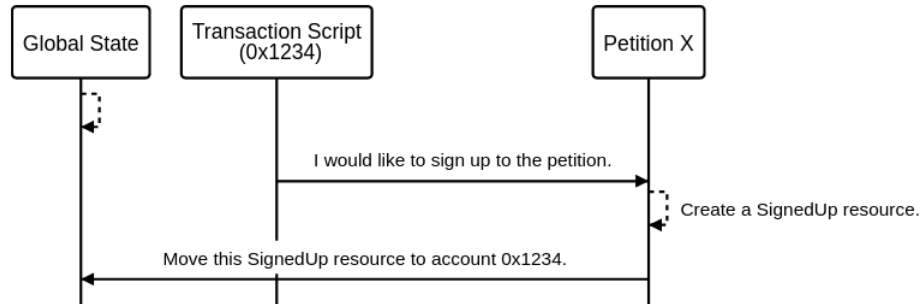 Global State
Transaction Script
(0x1234)
Petition X
I would like to sign up to the petition.
Create a SignedUp resource.
Move this SignedUp resource to account 0x1234.